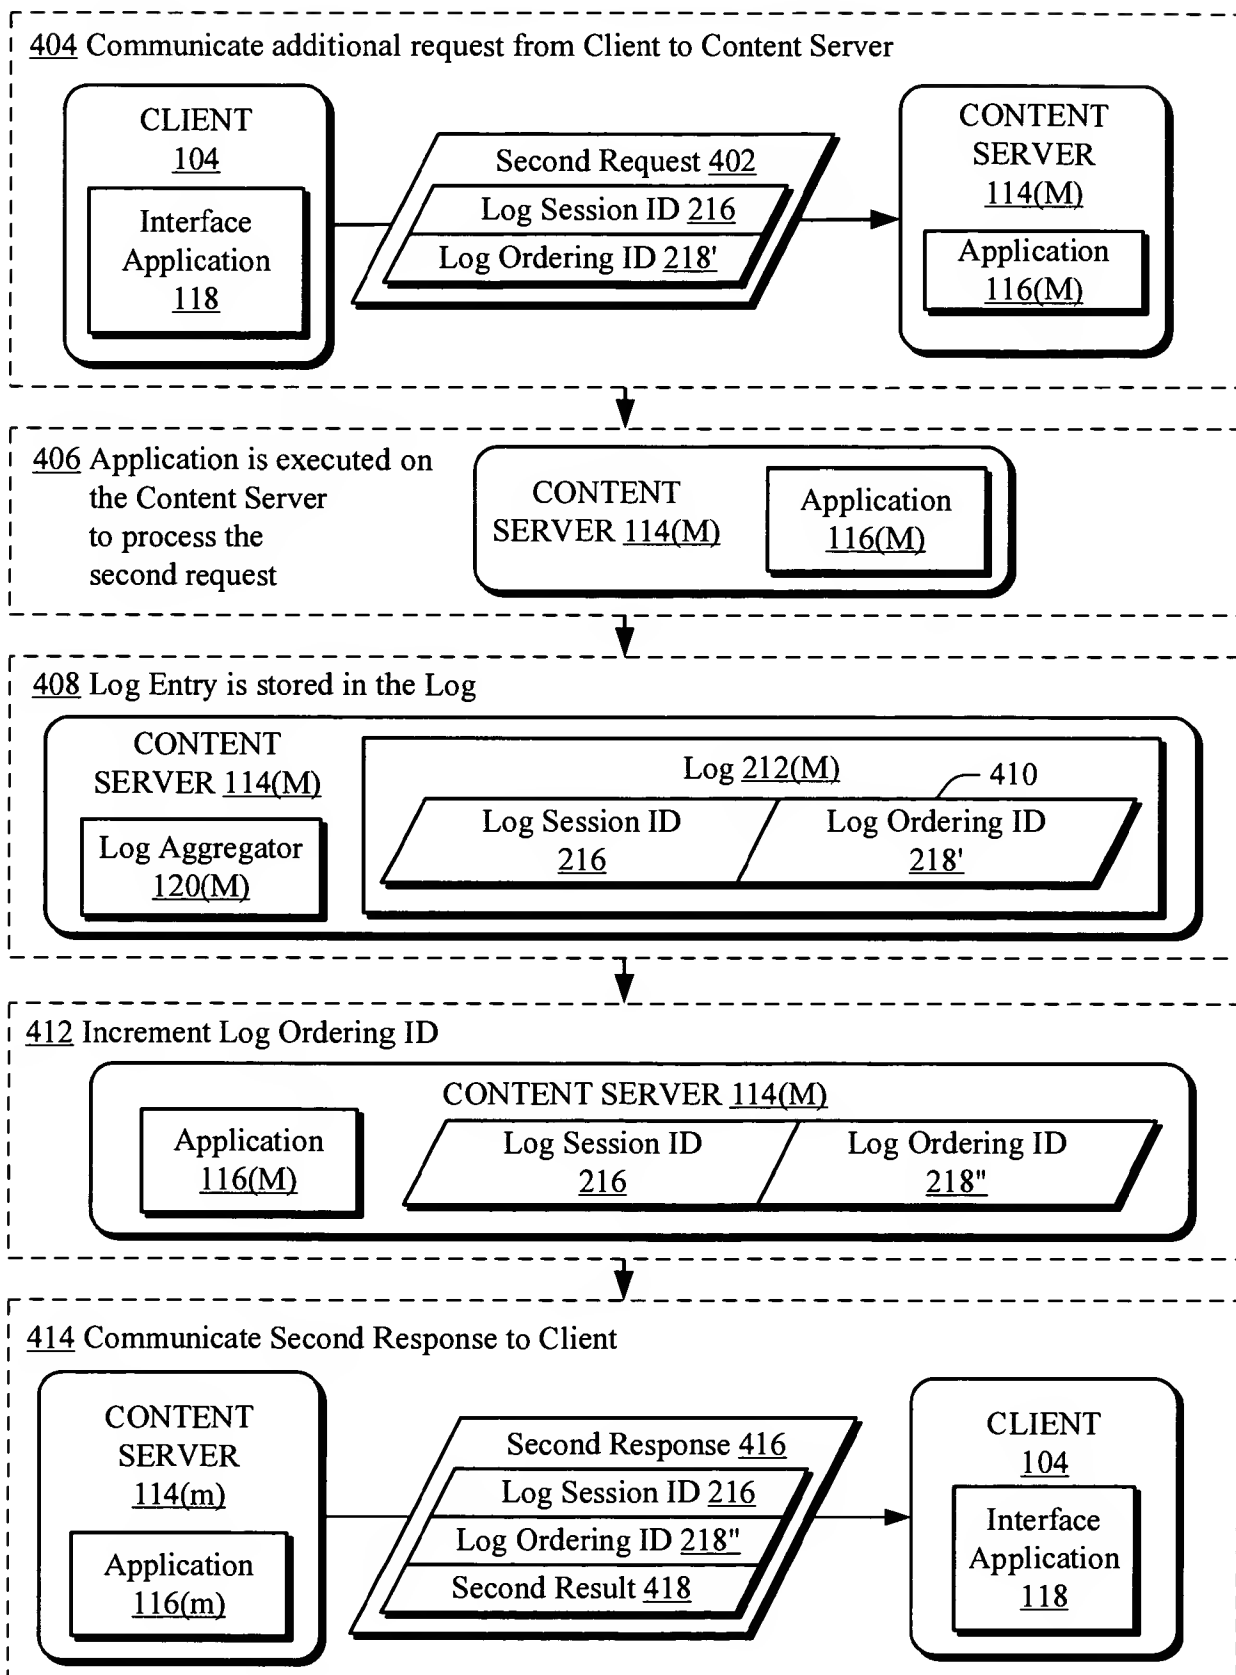 404 Communicate additional request from Client to Content Server
CLIENT
104
Interface
Application
118
Second Request 402
Log Session ID 216
Log Ordering ID 218'
CONTENT
SERVER
114(M)
Application
116(M)
406 Application is executed on
the Content Server
to process the
second request
CONTENT
SERVER 114(M)
Application
116(M)
408 Log Entry is stored in the Log
CONTENT
SERVER 114(M)
Log Aggregator
120(M)
Log 212(M)
410
Log Session ID
216
Log Ordering ID
218'
412 Increment Log Ordering ID
CONTENT SERVER 114(M)
Application
116(M)
Log Session ID
216
Log Ordering ID
218"
414 Communicate Second Response to Client
CONTENT
SERVER
114(m)
Application
116(m)
Second Response 416
Log Session ID 216
Log Ordering ID 218"
Second Result 418
CLIENT
104
Interface
Application
118